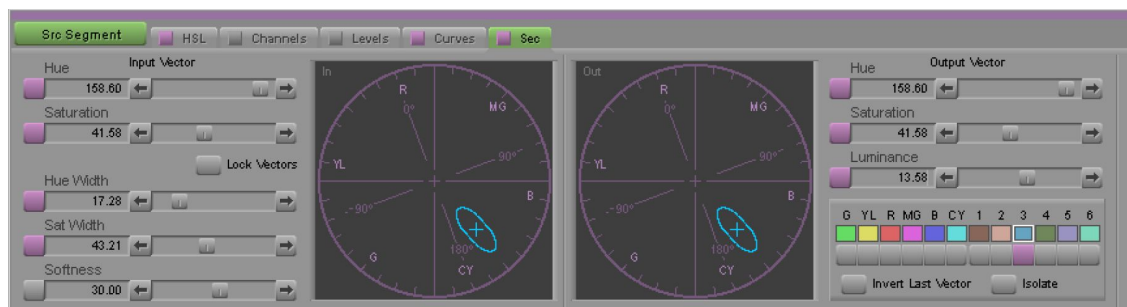 Src Segment HSL Channels Levels Curves Sec
Input Vector
Hue
158.60
Saturation
41.58
Lock Vectors
Hue Width
17.28
Sat Width
43.21
Softness
30.00
In
R
0°
MG
YL
90°
B
-90°
180°
G
CY
Out
R
0°
MG
YL
90°
B
-90°
180°
G
CY
Output Vector
Hue
158.60
Saturation
41.58
Luminance
13.58
G YL R MG B CY 1 2 3 4 5 6
Invert Last Vector Isolate